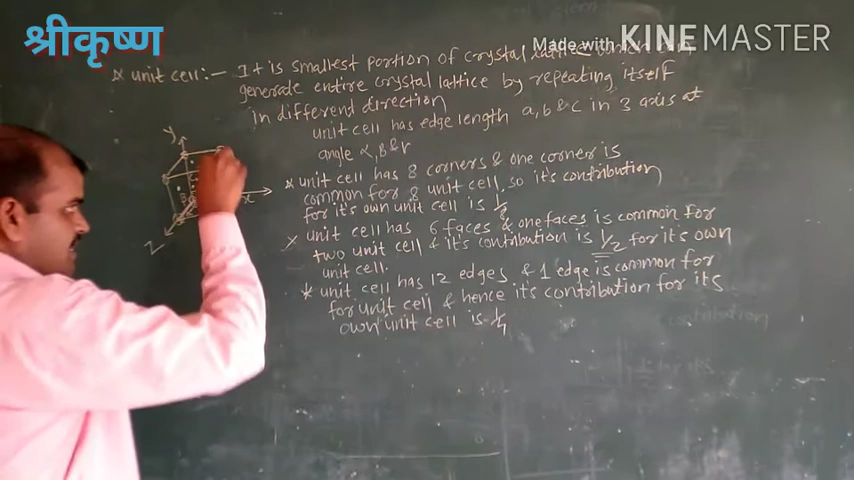 श्रीकृष्ण
Made with KINEMASTER
* unit cell:- It is smallest portion of crystal lattice which can
generate entire crystal lattice by repeating itself
in different direction
unit cell has edge length a, b & c in 3 axis at
angle α, β & γ
* unit cell has 8 corners & one corner is
common for 8 unit cell, so it's contribution
for it's own unit cell is 1/8
* unit cell has 6 faces & one faces is common for
two unit cell & it's contribution is 1/2 for it's own
unit cell.
* unit cell has 12 edges & 1 edge is common for
for unit cell & hence it's contribution for its
own unit cell is 1/4
y
x
z